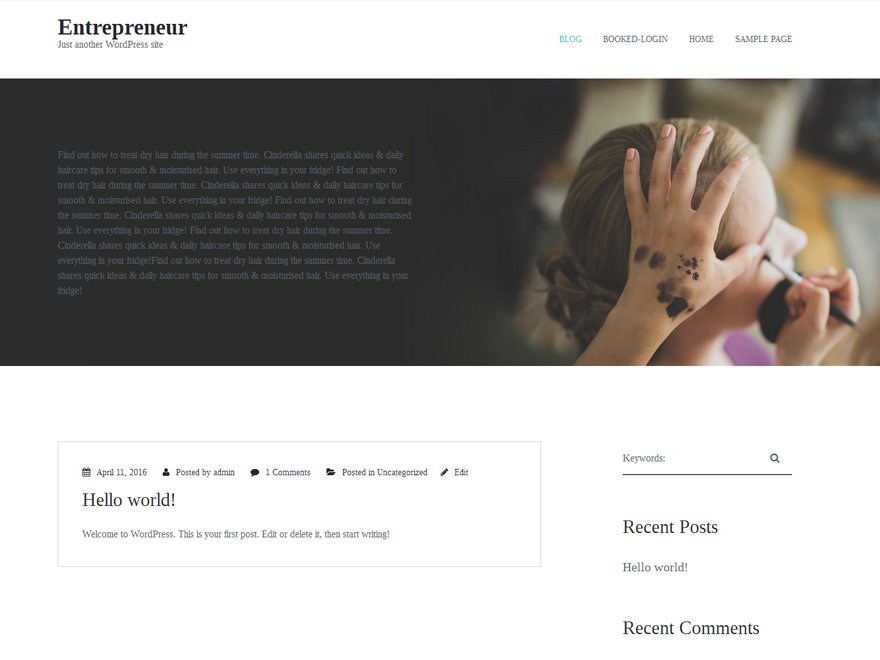 Entrepreneur
Just another WordPress site
BLOG BOOKED-LOGIN HOME SAMPLE PAGE
Find out how to treat dry hair during the summer time. Cinderella shares quick ideas & daily
haircare tips for smooth & moisturised hair. Use everything in your fridge! Find out how to
treat dry hair during the summer time. Cinderella shares quick ideas & daily haircare tips for
smooth & moisturised hair. Use everything in your fridge! Find out how to treat dry hair during
the summer time. Cinderella shares quick ideas & daily haircare tips for smooth & moisturised
hair. Use everything in your fridge! Find out how to treat dry hair during the summer time.
Cinderella shares quick ideas & daily haircare tips for smooth & moisturised hair. Use
everything in your fridge!Find out how to treat dry hair during the summer time. Cinderella
shares quick ideas & daily haircare tips for smooth & moisturised hair. Use everything in your
fridge!
April 11, 2016 Posted by admin 1 Comments Posted in Uncategorized Edit
Hello world!
Welcome to WordPress. This is your first post. Edit or delete it, then start writing!
Keywords:
Recent Posts
Hello world!
Recent Comments